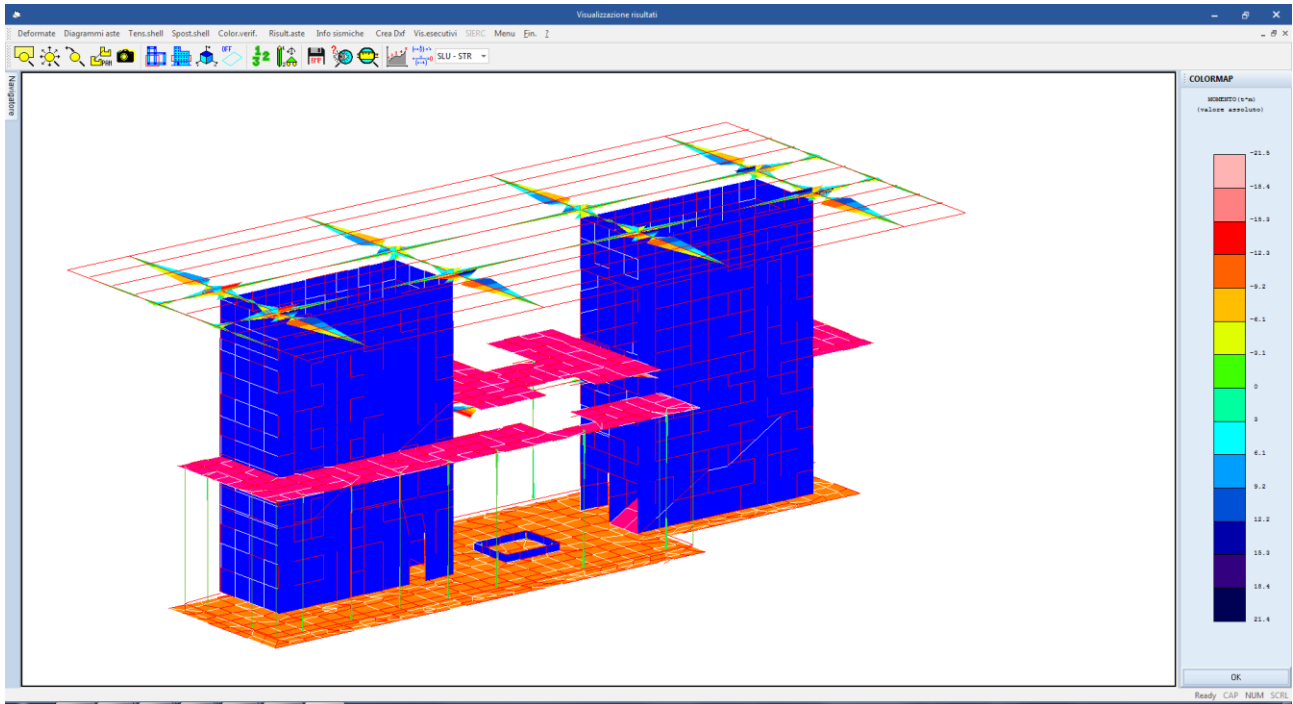 Visualizzazione risultati
Deformate Diagrammi aste Tens.shell Spost.shell Color.verif. Risult.aste Info sismiche Crea Dxf Vis.esecutivi SIERC Menu Fin. ?
PAN OFF SLU - STR
Navigatore
COLORMAP
MOMENTO(t*m)
(valore assoluto)
-21.5
-18.4
-15.3
-12.3
-9.2
-6.1
-3.1
0
3
6.1
9.2
12.2
15.3
18.4
21.4
OK
Ready CAP NUM SCRL